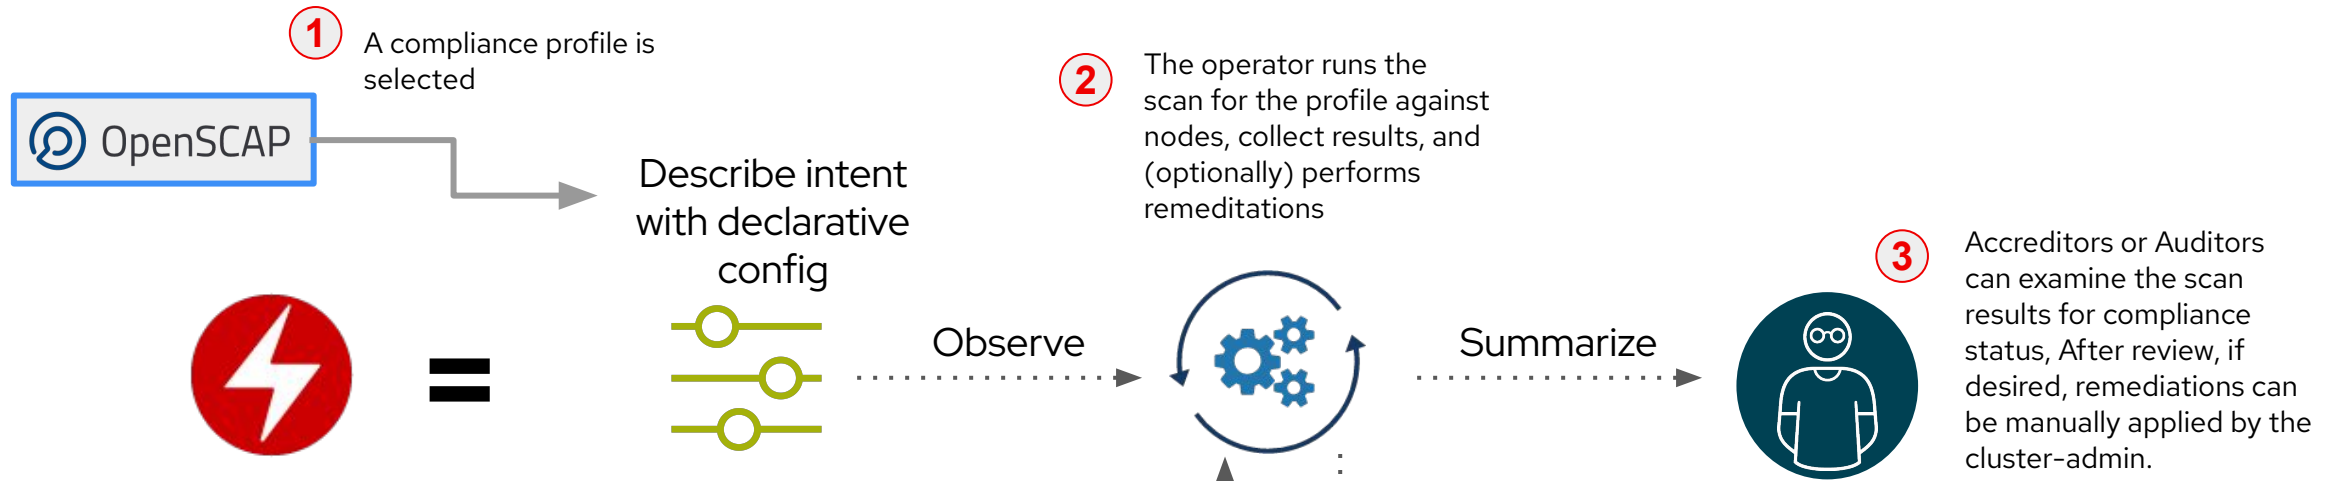 1
A compliance profile is
selected
OpenSCAP
2
The operator runs the
scan for the profile against
nodes, collect results, and
(optionally) performs
remeditations
Describe intent
with declarative
config
Observe
Summarize
3
Accreditors or Auditors
can examine the scan
results for compliance
status, After review, if
desired, remediations can
be manually applied by the
cluster-admin.